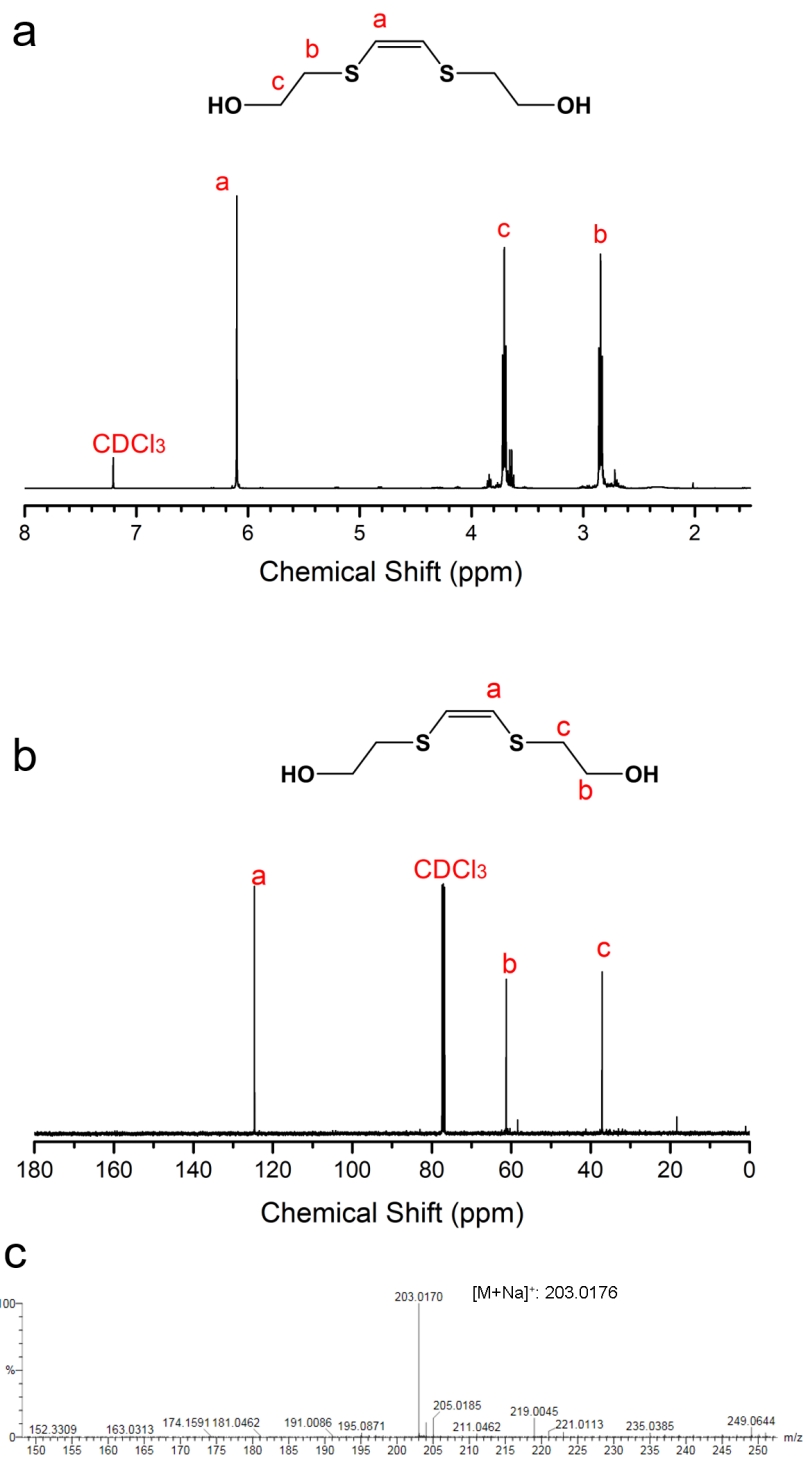 a
a
b
c
S
S
HO
OH
a
c
b
CDCl3
8 7 6 5 4 3 2
Chemical Shift (ppm)
b
a
c
S
S
HO
OH
b
CDCl3
a
b
c
180 160 140 120 100 80 60 40 20 0
Chemical Shift (ppm)
c
[M+Na]+: 203.0176
203.0170
100
%
205.0185
219.0045
152.3309 163.0313 174.1591 181.0462 191.0086 195.0871 211.0462 221.0113 235.0385 249.0644
0
m/z
150 155 160 165 170 175 180 185 190 195 200 205 210 215 220 225 230 235 240 245 250